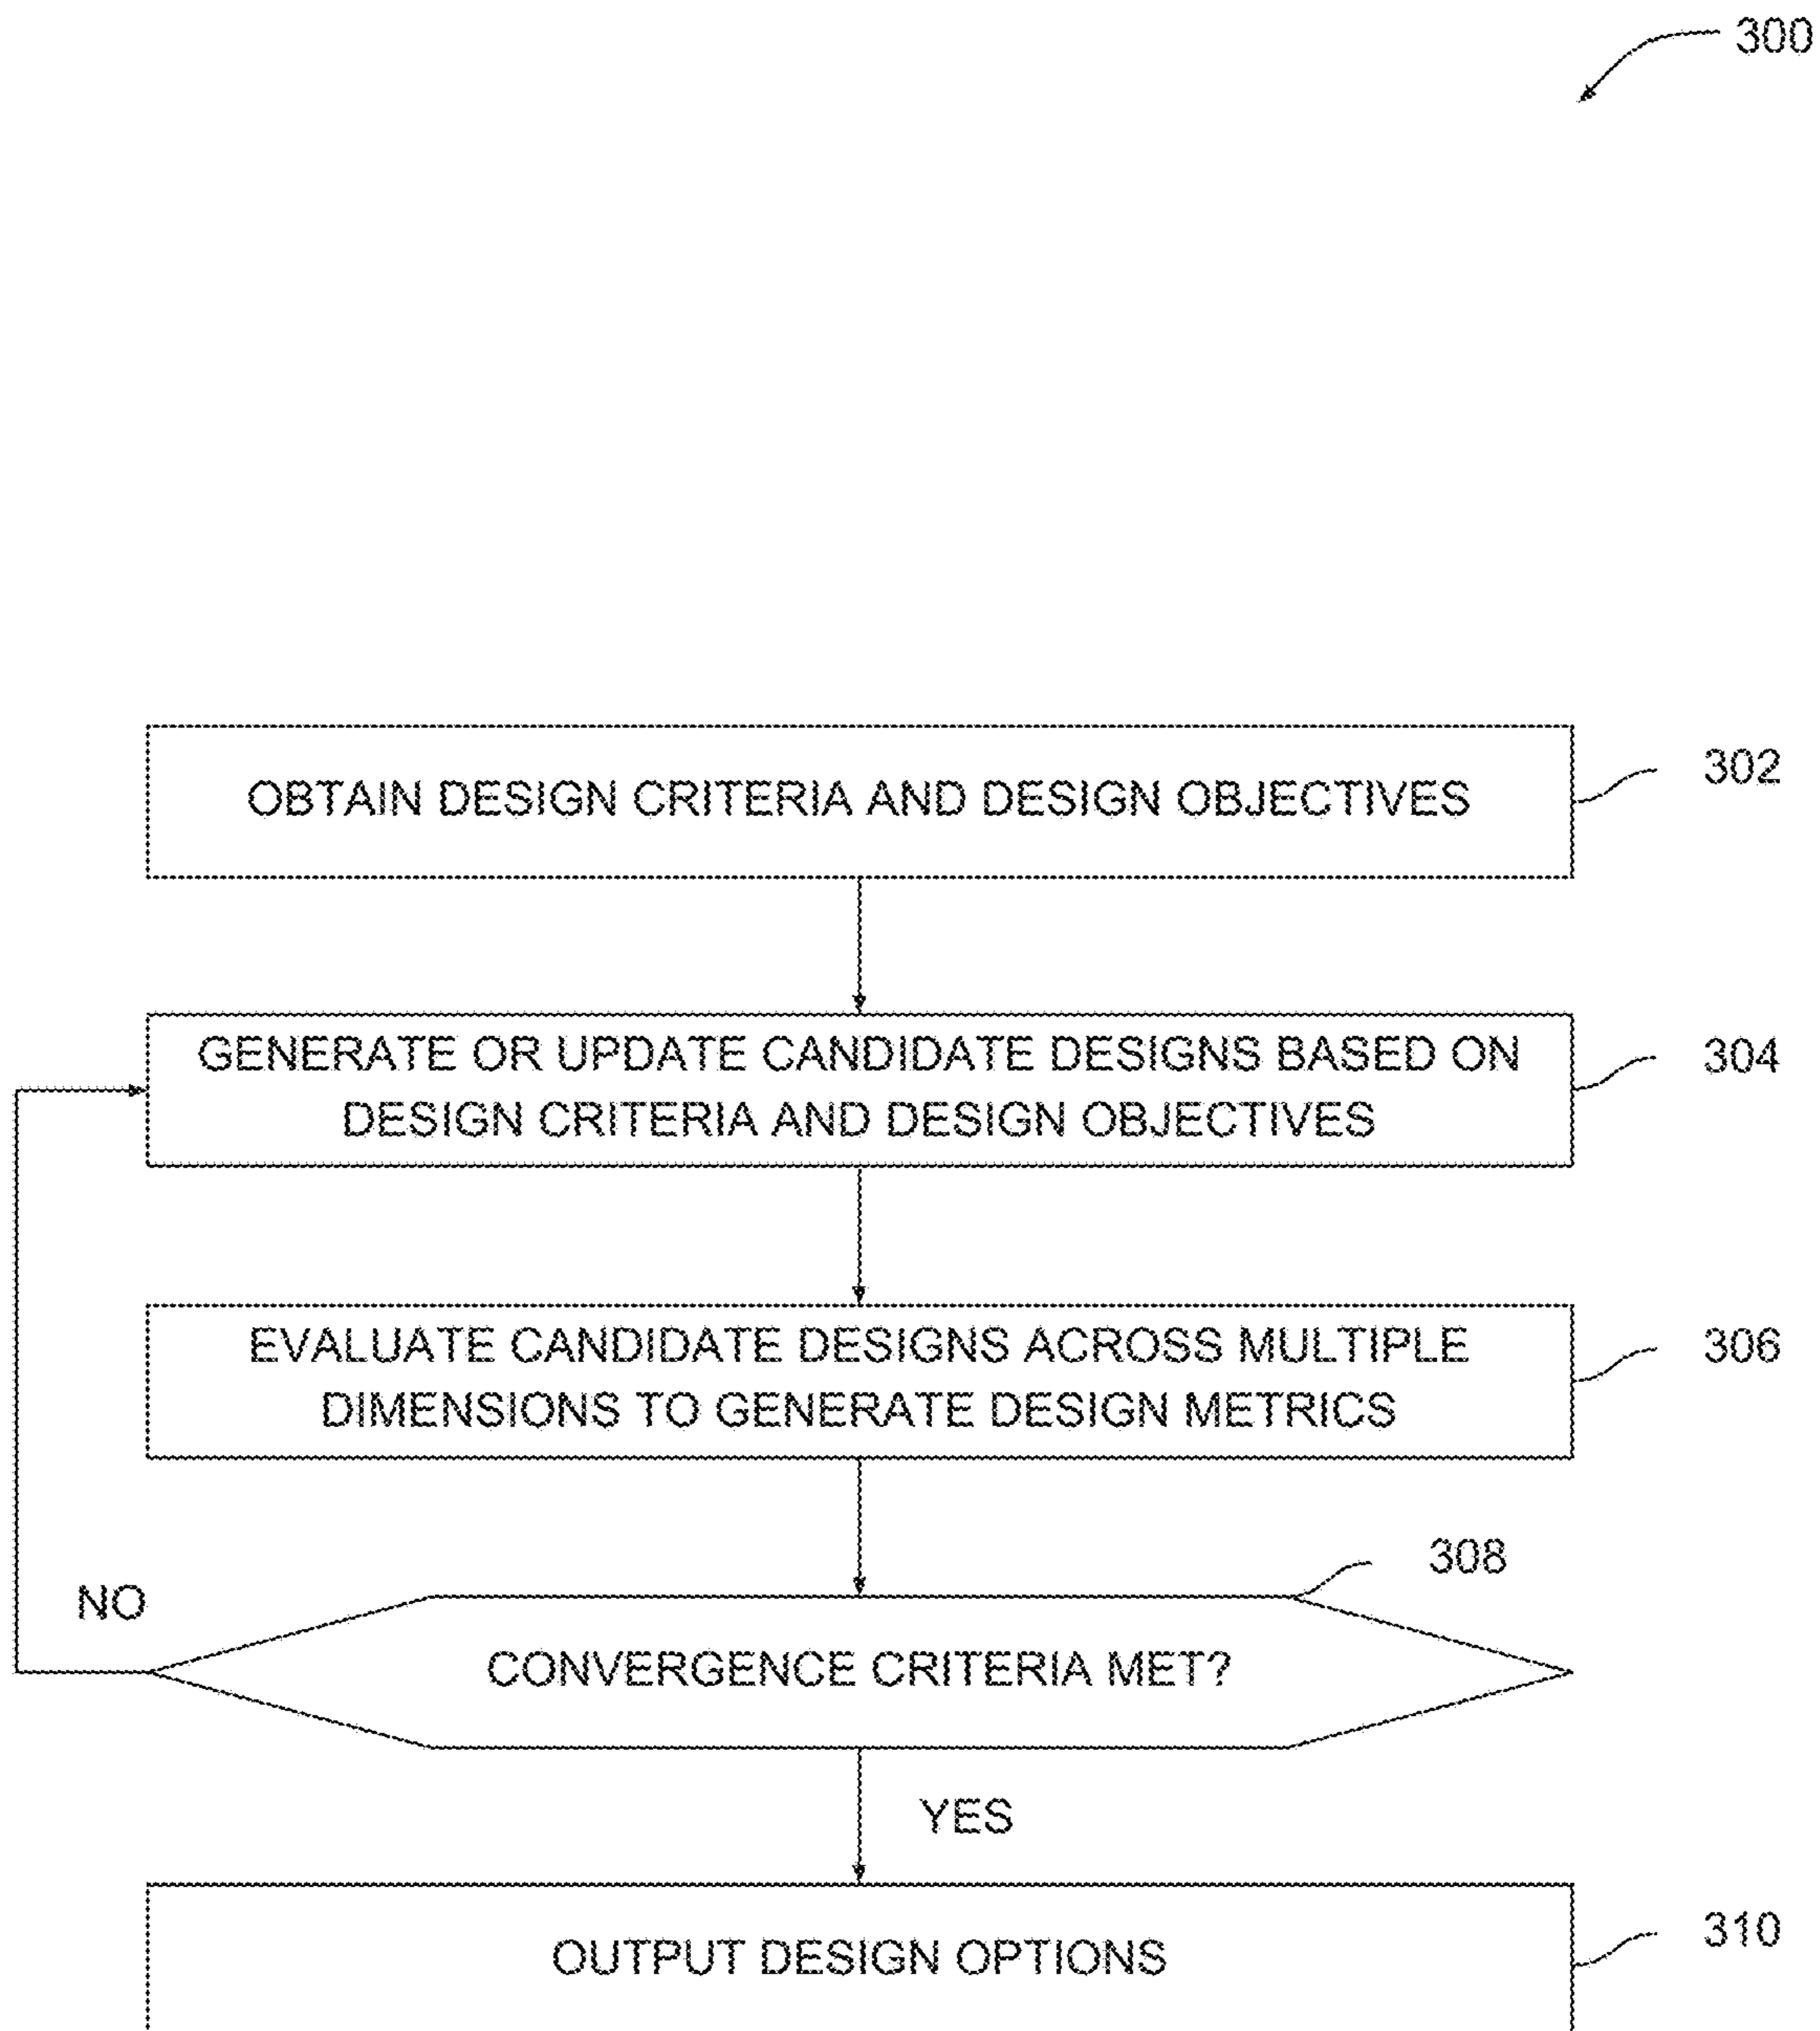 300
OBTAIN DESIGN CRITERIA AND DESIGN OBJECTIVES
302
GENERATE OR UPDATE CANDIDATE DESIGNS BASED ON
DESIGN CRITERIA AND DESIGN OBJECTIVES
304
EVALUATE CANDIDATE DESIGNS ACROSS MULTIPLE
DIMENSIONS TO GENERATE DESIGN METRICS
306
308
NO
CONVERGENCE CRITERIA MET?
YES
OUTPUT DESIGN OPTIONS
310